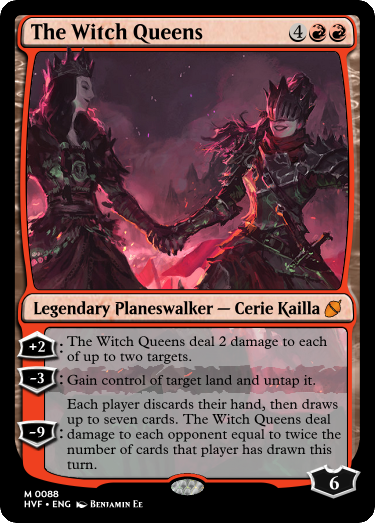 The Witch Queens 4
Legendary Planeswalker — Cerie Kailla
+2: The Witch Queens deal 2 damage to each
of up to two targets.
-3: Gain control of target land and untap it.
Each player discards their hand, then draws
up to seven cards. The Witch Queens deal
-9: damage to each opponent equal to twice the
number of cards that player has drawn this
turn.
6
M 0088
HVF • ENG Benjamin Ee